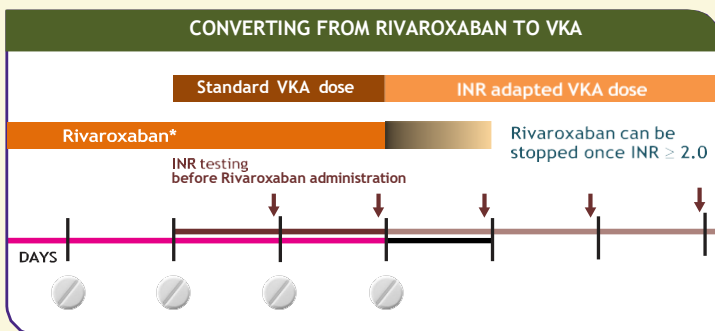 CONVERTING FROM RIVAROXABAN TO VKA
Standard VKA dose
INR adapted VKA dose
Rivaroxaban*
Rivaroxaban can be
stopped once INR ≥ 2.0
INR testing
before Rivaroxaban administration
DAYS